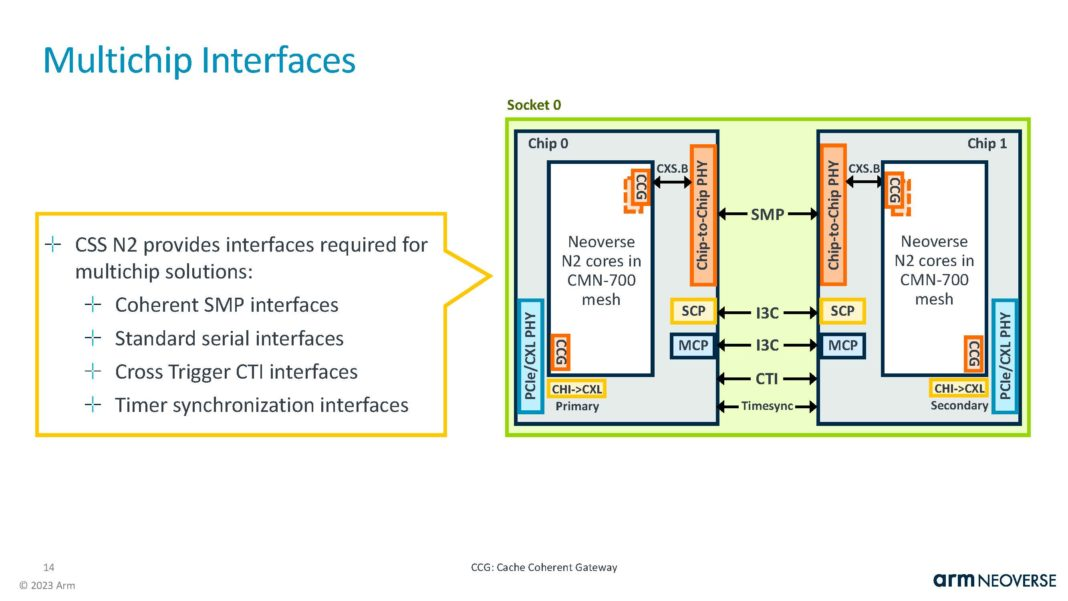 Multichip Interfaces
CSS N2 provides interfaces required for
multichip solutions:
Coherent SMP interfaces
Standard serial interfaces
Cross Trigger CTI interfaces
Timer synchronization interfaces
Socket 0
Chip 0
CCG
CXS.B
Chip-to-Chip PHY
Neoverse
N2 cores in
CMN-700
mesh
SCP
MCP
PCIe/CXL PHY
CCG
CHI->CXL
Primary
SMP
I3C
I3C
CTI
Timesync
Chip 1
Chip-to-Chip PHY
CXS.B
CCG
Neoverse
N2 cores in
CMN-700
mesh
SCP
MCP
CCG
PCIe/CXL PHY
CHI->CXL
Secondary
14
© 2023 Arm
CCG: Cache Coherent Gateway
arm NEOVERSE